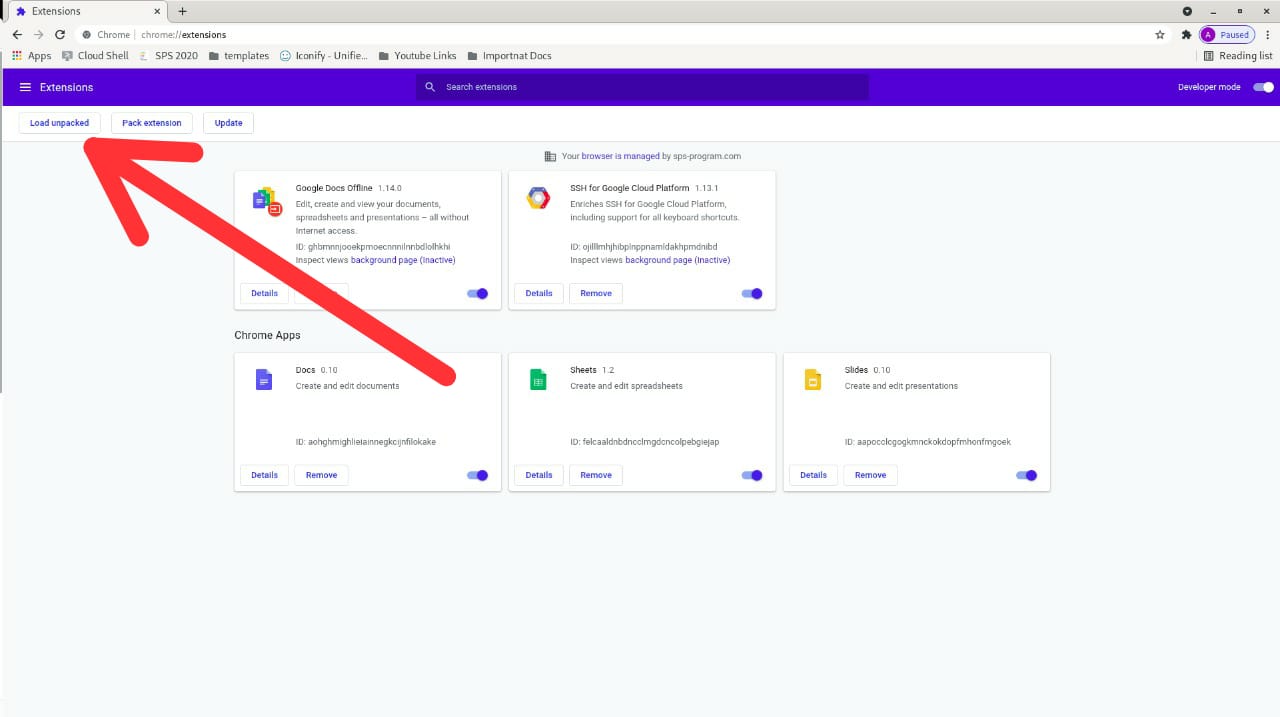 Extensions
Chrome chrome://extensions
A Paused
Apps Cloud Shell SPS 2020 templates Iconify - Unifie... Youtube Links Importnat Docs Reading list
Extensions Search extensions Developer mode
Load unpacked Pack extension Update
Your browser is managed by sps-program.com
Google Docs Offline 1.14.0
Edit, create and view your documents,
spreadsheets and presentations – all without
Internet access.
ID: ghbmnnjooekpmoecnnnilnnbdlolhkhi
Inspect views background page (Inactive)
Details
SSH for Google Cloud Platform 1.13.1
Enriches SSH for Google Cloud Platform,
including support for all keyboard shortcuts.
ID: ojilllmhjhibplnppnamldakhpmdnibd
Inspect views background page (Inactive)
Details Remove
Chrome Apps
Docs 0.10
Create and edit documents
ID: aohghmighlieiainnegkcijnfilokake
Details Remove
Sheets 1.2
Create and edit spreadsheets
ID: felcaaldnbdncclmgdcncolpebgiejap
Details Remove
Slides 0.10
Create and edit presentations
ID: aapocclcgogkmnckokdopfmhonfmgoek
Details Remove